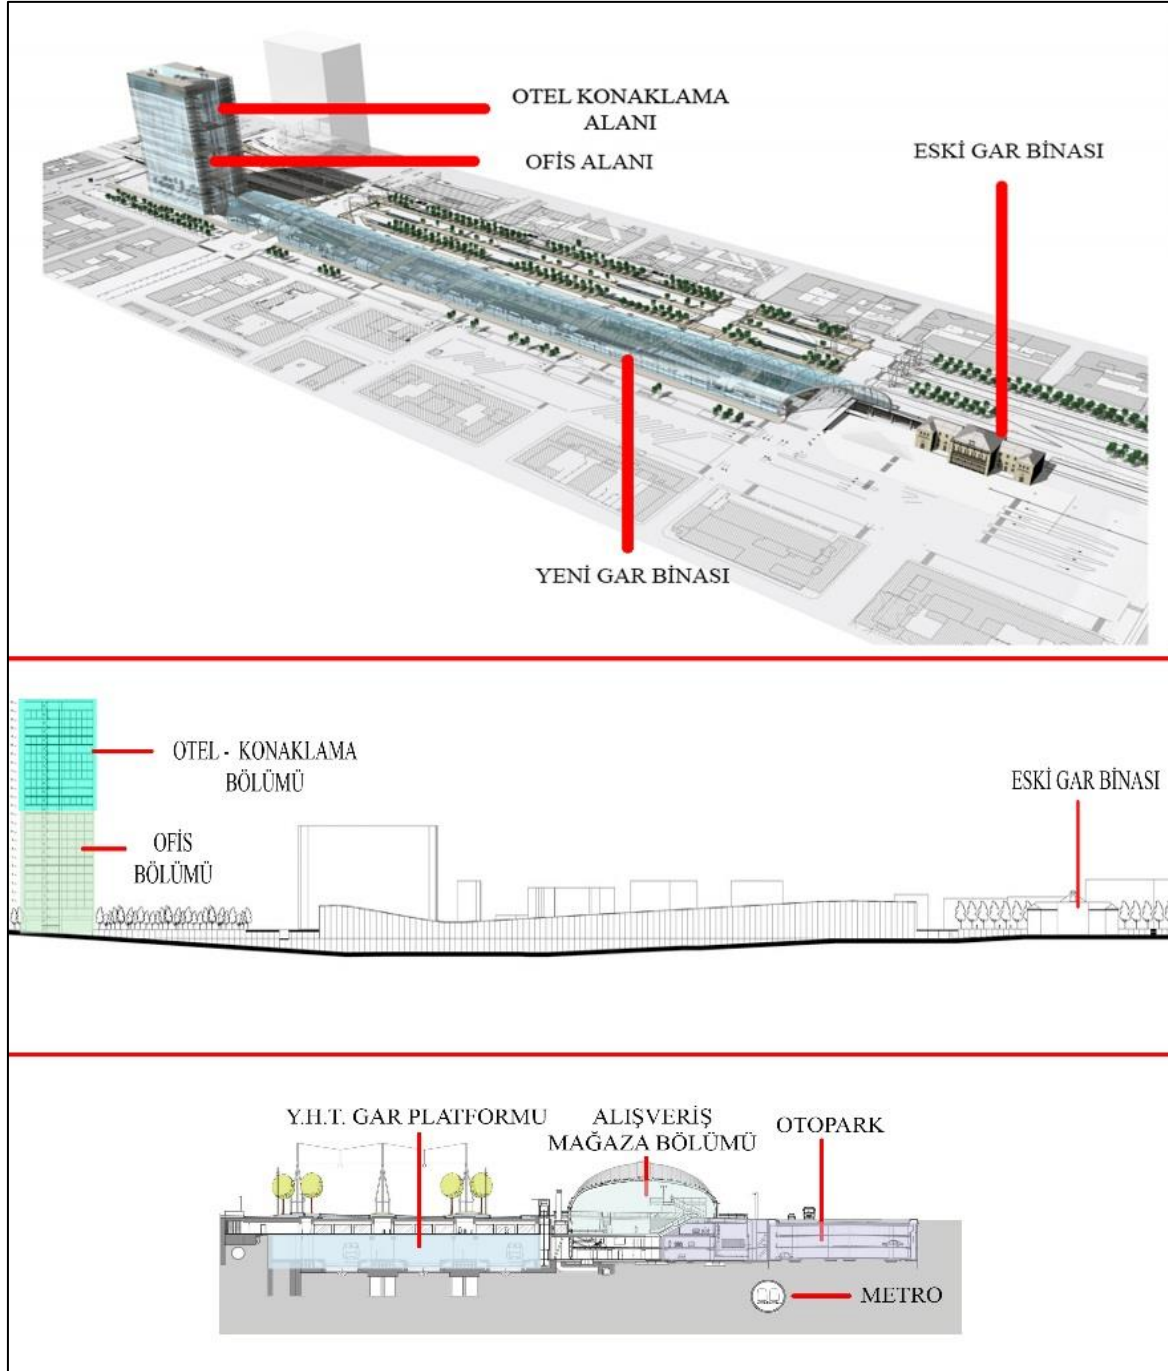 OTEL KONAKLAMA
ALANI
OFİS ALANI
ESKİ GAR BİNASI
YENİ GAR BİNASI
OTEL - KONAKLAMA
BÖLÜMÜ
OFİS
BÖLÜMÜ
ESKİ GAR BİNASI
Y.H.T. GAR PLATFORMU
ALIŞVERİŞ
MAĞAZA BÖLÜMÜ
OTOPARK
METRO